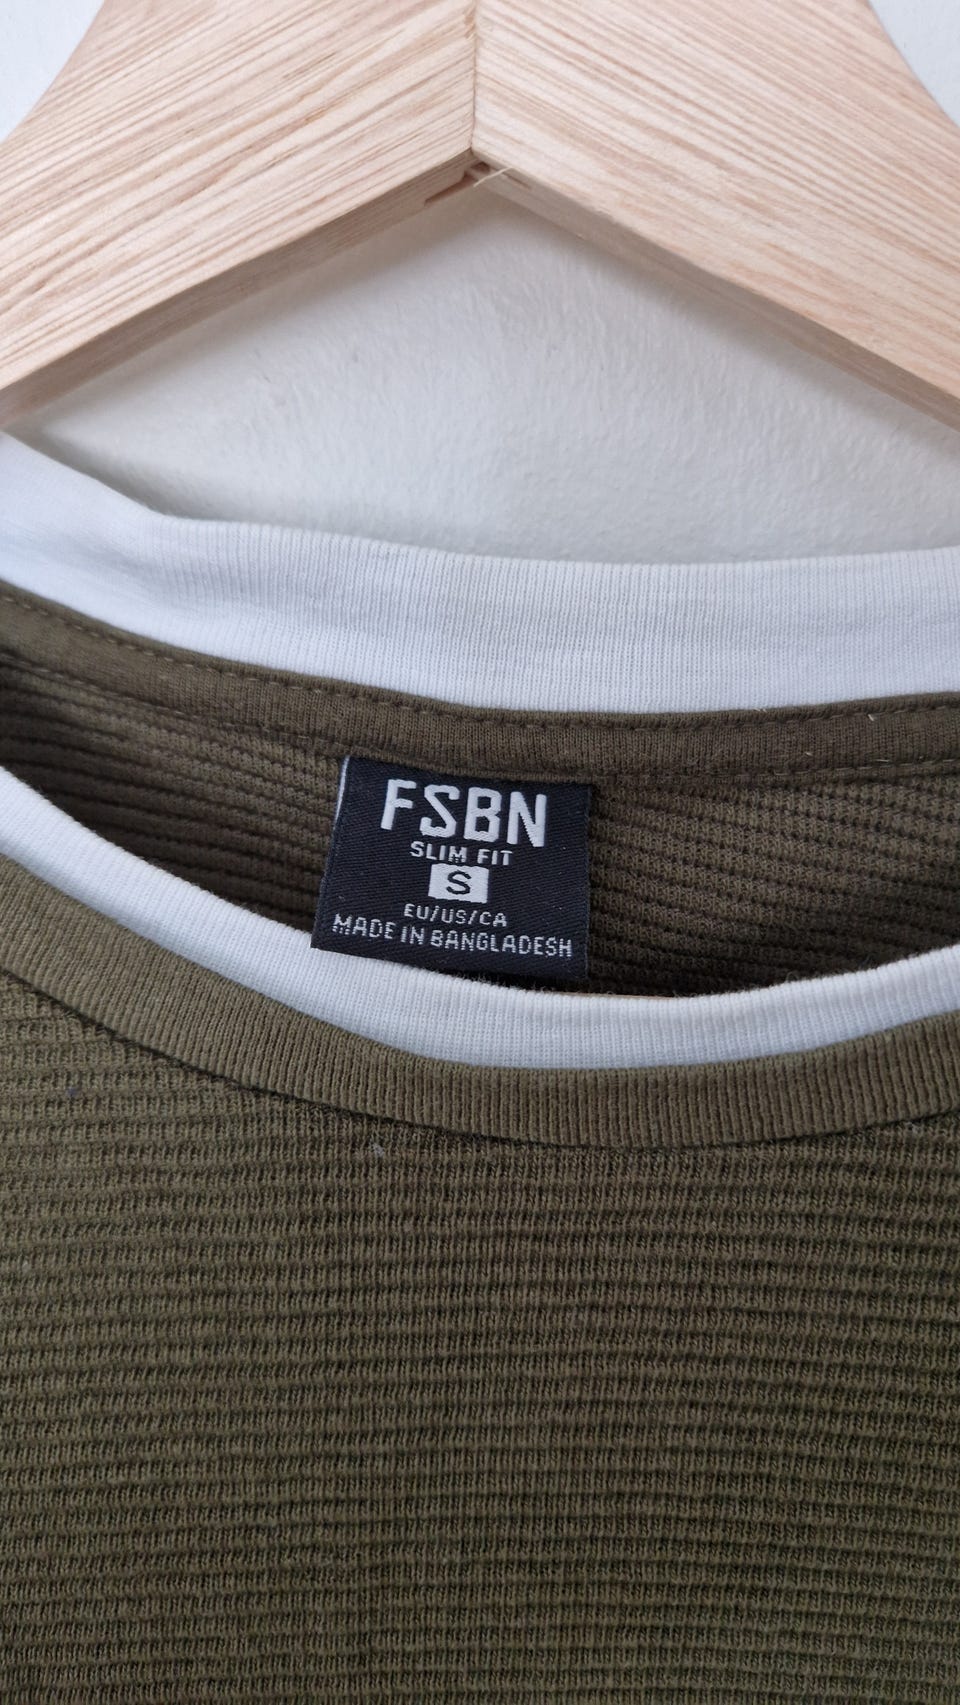 FSBN
SLIM FIT
S
EU/US/CA
MADE IN BANGLADESH